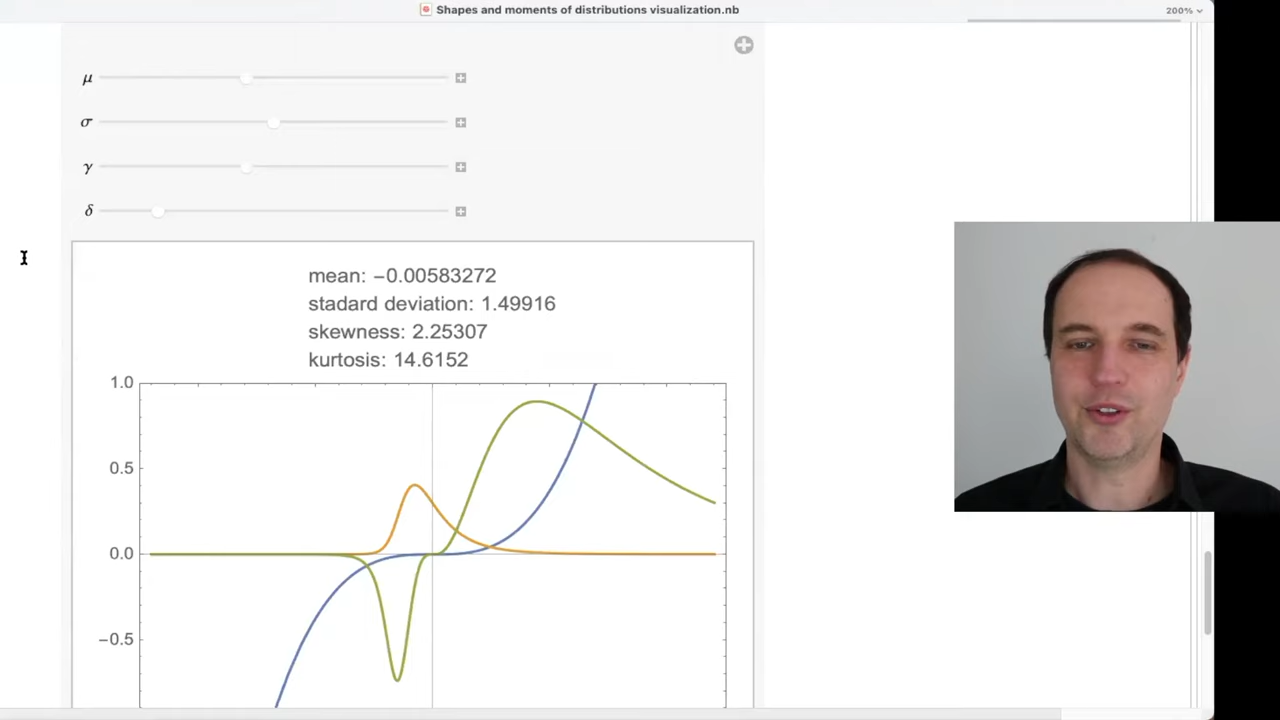 Shapes and moments of distributions visualization.nb
200%
μ
σ
γ
δ
mean: −0.00583272
stadard deviation: 1.49916
skewness: 2.25307
kurtosis: 14.6152
1.0
0.5
0.0
−0.5